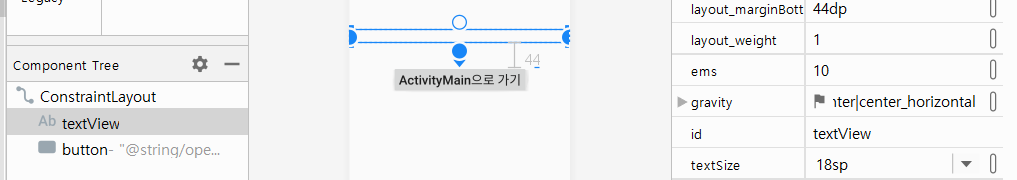 Legacy
Component Tree
ConstraintLayout
Ab textView
button- "@string/ope...
44
ActivityMain으로 가기
layout_marginBott 44dp
layout_weight 1
ems 10
gravity nter|center_horizontal
id textView
textSize 18sp